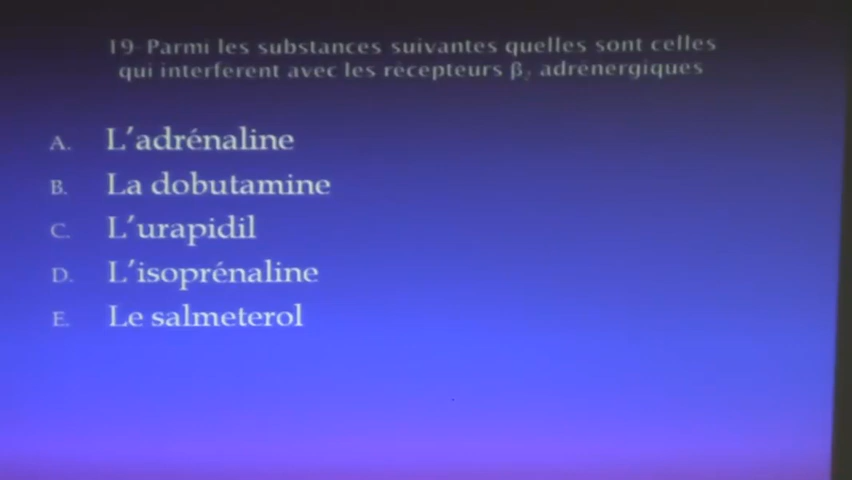 19- Parmi les substances suivantes quelles sont celles
qui interferent avec les récepteurs β2 adrénergiques
A. L'adrénaline
B. La dobutamine
C. L'urapidil
D. L'isoprénaline
E. Le salmeterol